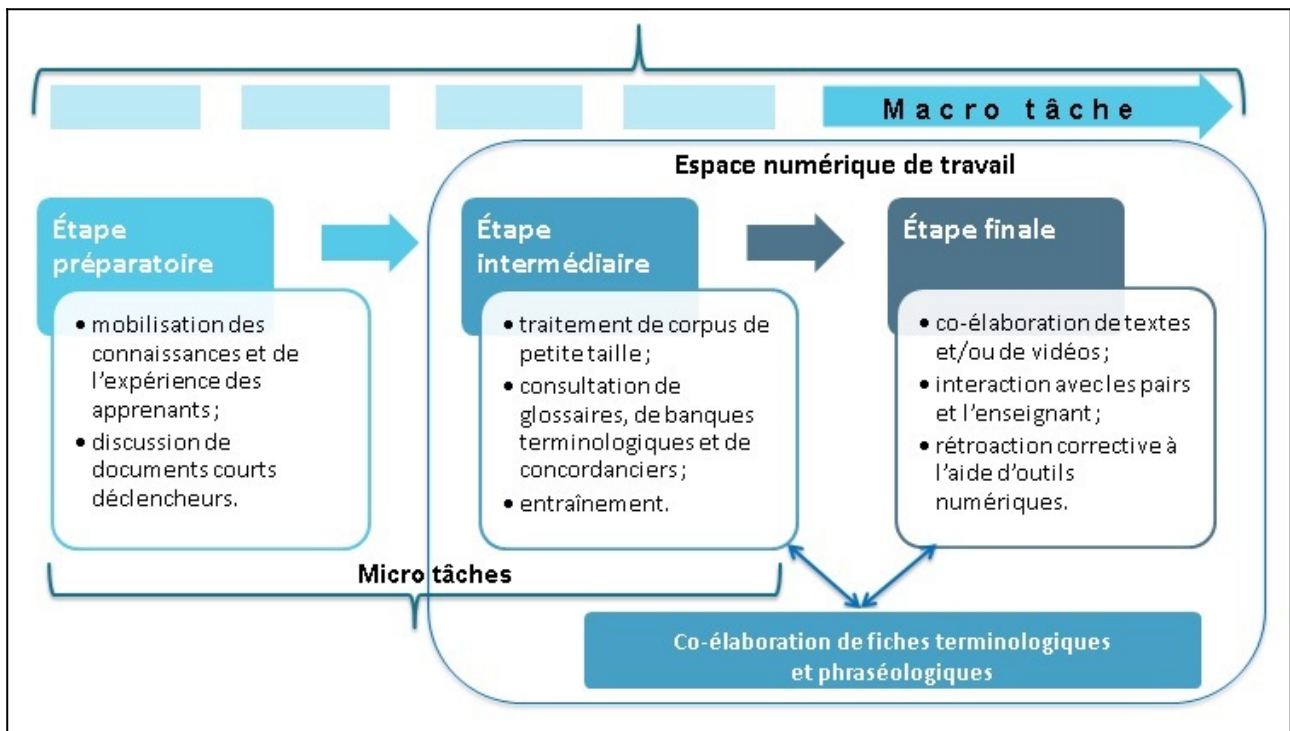 Macro tâche
Espace numérique de travail
Étape
préparatoire
• mobilisation des
connaissances et de
l'expérience des
apprenants ;
• discussion de
documents courts
déclencheurs.
Étape
intermédiaire
• traitement de corpus de
petite taille ;
• consultation de
glossaires, de banques
terminologiques et de
concordanciers ;
• entraînement.
Étape finale
• co-élaboration de textes
et/ou de vidéos ;
• interaction avec les pairs
et l'enseignant ;
• rétroaction corrective à
l'aide d'outils
numériques.
Micro tâches
Co-élaboration de fiches terminologiques
et phraséologiques